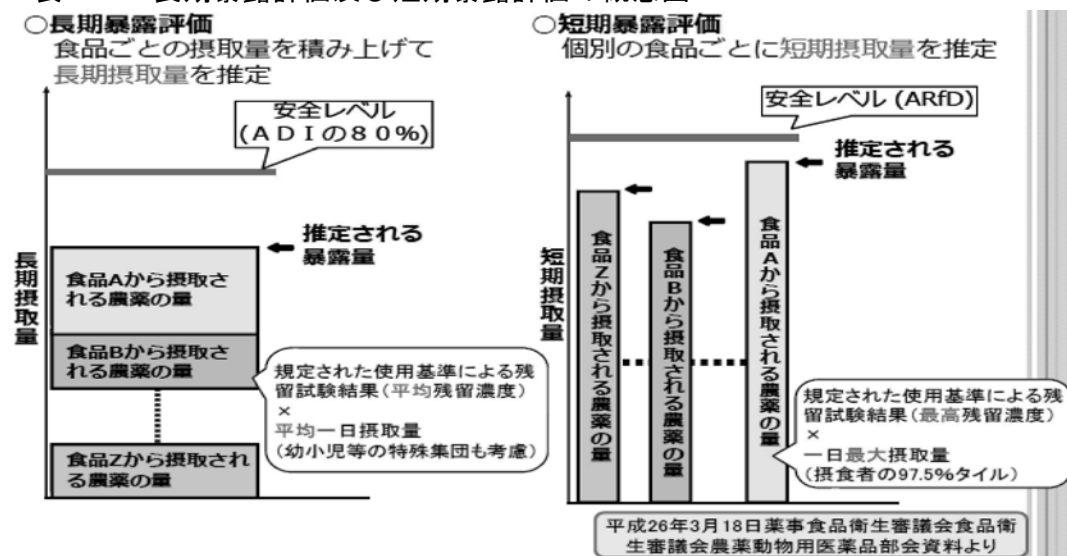 ○長期暴露評価
食品ごとの摂取量を積み上げて
長期摂取量を推定
安全レベル
(ADIの80%)
長期摂取量
推定される
暴露量
食品Aから摂取さ
れる農薬の量
食品Bから摂取さ
れる農薬の量
食品Zから摂取され
る農薬の量
規定された使用基準による残
留試験結果(平均残留濃度)
×
平均一日摂取量
(幼小児等の特殊集団も考慮)
○短期暴露評価
個別の食品ごとに短期摂取量を推定
安全レベル (ARfD)
短期摂取量
推定される
暴露量
食品Zから摂取される農薬の量
食品Bから摂取される農薬の量
食品Aから摂取される農薬の量
規定された使用基準による残
留試験結果(最高残留濃度)
×
一日最大摂取量
(摂食者の97.5%タイル)
平成26年3月18日薬事食品衛生審議会食品衛
生審議会農薬動物用医薬品部会資料より